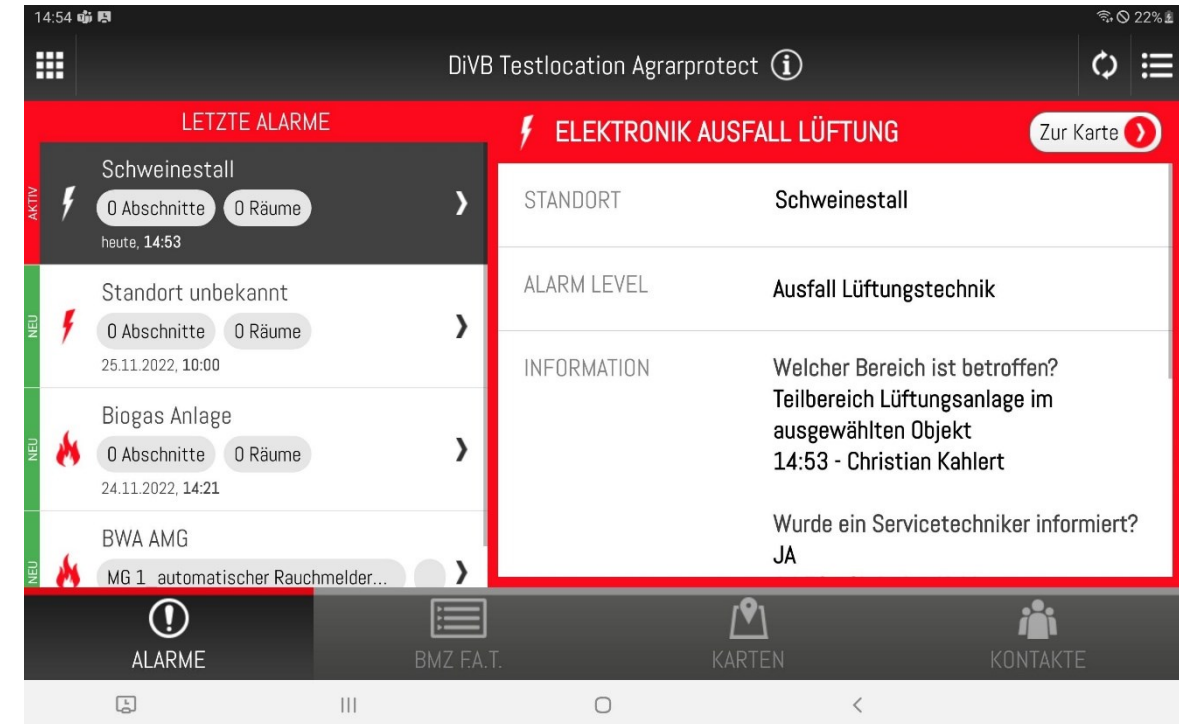 14:54
22%
DiVB Testlocation Agrarprotect
LETZTE ALARME
AKTIV
Schweinestall
0 Abschnitte 0 Räume
heute, 14:53
NEU
Standort unbekannt
0 Abschnitte 0 Räume
25.11.2022, 10:00
NEU
Biogas Anlage
0 Abschnitte 0 Räume
24.11.2022, 14:21
NEU
BWA AMG
MG 1 automatischer Rauchmelder...
ELEKTRONIK AUSFALL LÜFTUNG
Zur Karte
STANDORT Schweinestall
ALARM LEVEL Ausfall Lüftungstechnik
INFORMATION Welcher Bereich ist betroffen?
Teilbereich Lüftungsanlage im
ausgewählten Objekt
14:53 - Christian Kahlert
Wurde ein Servicetechniker informiert?
JA
ALARME
BMZ F.A.T.
KARTEN
KONTAKTE